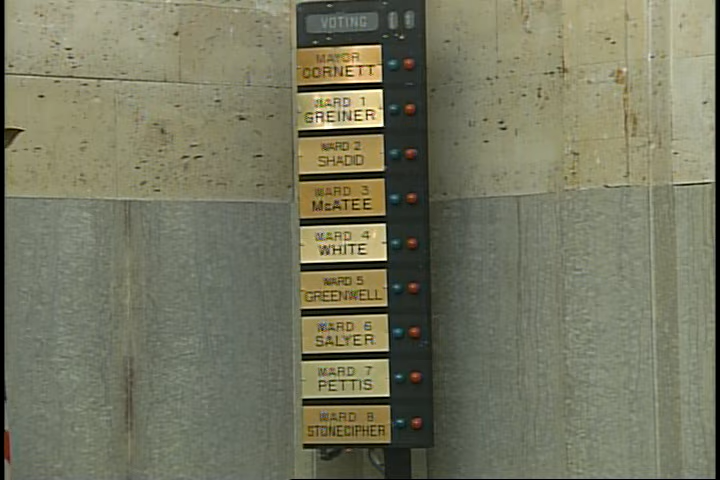 VOTING
MAYOR
CORNETT
WARD 1
GREINER
WARD 2
SHADID
WARD 3
McATEE
WARD 4
WHITE
WARD 5
GREENWELL
WARD 6
SALYER
WARD 7
PETTIS
WARD 8
STONECIPHER